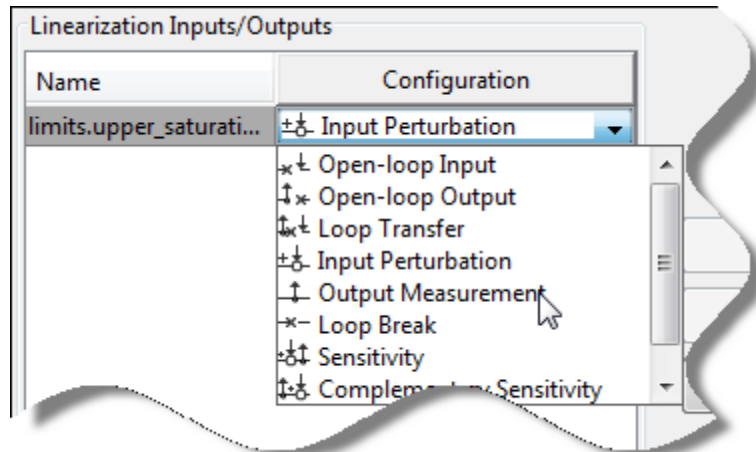 Linearization Inputs/Outputs
Name Configuration
limits.upper_saturati... Input Perturbation
Open-loop Input
Open-loop Output
Loop Transfer
Input Perturbation
Output Measurement
Loop Break
Sensitivity
Complementary Sensitivity